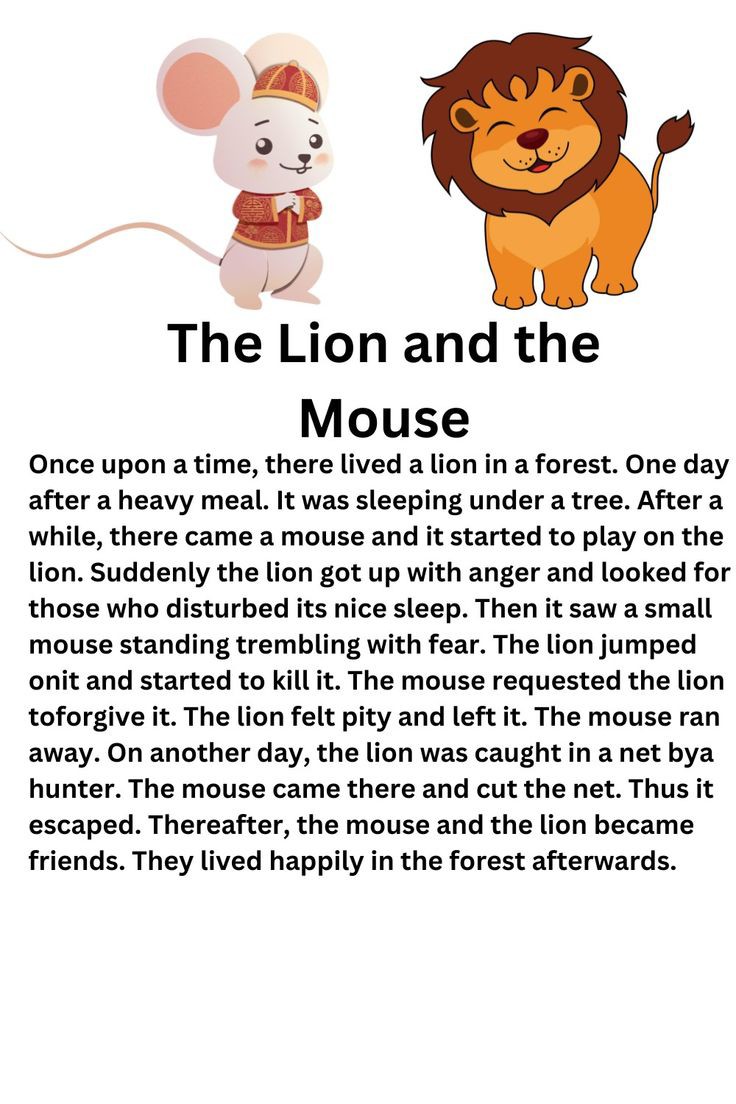 The Lion and the
Mouse
Once upon a time, there lived a lion in a forest. One day
after a heavy meal. It was sleeping under a tree. After a
while, there came a mouse and it started to play on the
lion. Suddenly the lion got up with anger and looked for
those who disturbed its nice sleep. Then it saw a small
mouse standing trembling with fear. The lion jumped
onit and started to kill it. The mouse requested the lion
toforgive it. The lion felt pity and left it. The mouse ran
away. On another day, the lion was caught in a net bya
hunter. The mouse came there and cut the net. Thus it
escaped. Thereafter, the mouse and the lion became
friends. They lived happily in the forest afterwards.